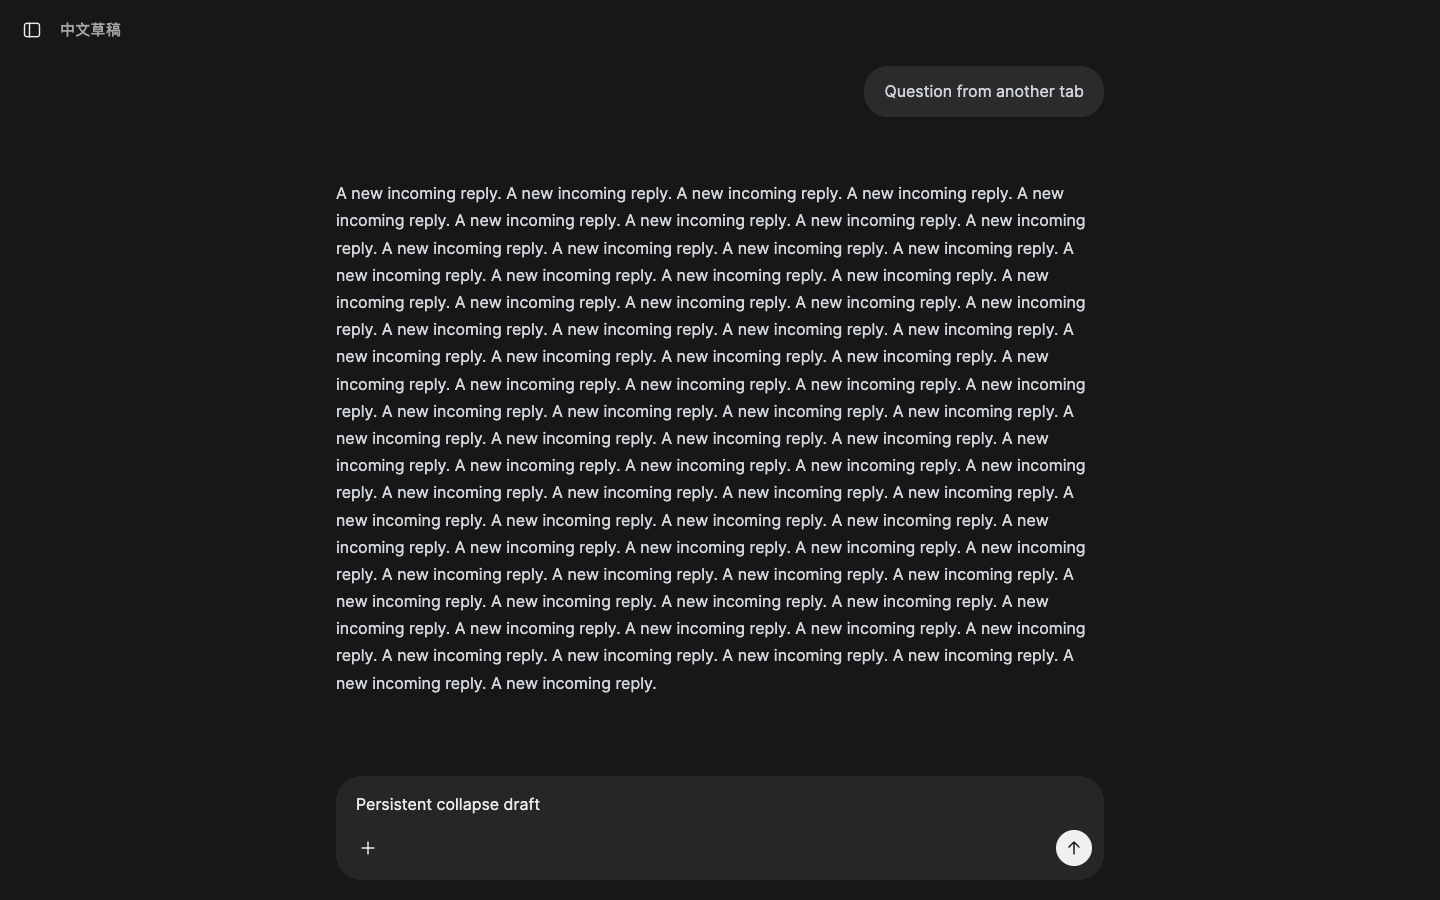 中文草稿
Question from another tab
A new incoming reply. A new incoming reply. A new incoming reply. A new incoming reply. A new
incoming reply. A new incoming reply. A new incoming reply. A new incoming reply. A new incoming
reply. A new incoming reply. A new incoming reply. A new incoming reply. A new incoming reply. A
new incoming reply. A new incoming reply. A new incoming reply. A new incoming reply. A new
incoming reply. A new incoming reply. A new incoming reply. A new incoming reply. A new incoming
reply. A new incoming reply. A new incoming reply. A new incoming reply. A new incoming reply. A
new incoming reply. A new incoming reply. A new incoming reply. A new incoming reply. A new
incoming reply. A new incoming reply. A new incoming reply. A new incoming reply. A new incoming
reply. A new incoming reply. A new incoming reply. A new incoming reply. A new incoming reply. A
new incoming reply. A new incoming reply. A new incoming reply. A new incoming reply. A new
incoming reply. A new incoming reply. A new incoming reply. A new incoming reply. A new incoming
reply. A new incoming reply. A new incoming reply. A new incoming reply. A new incoming reply. A
new incoming reply. A new incoming reply. A new incoming reply. A new incoming reply. A new
incoming reply. A new incoming reply. A new incoming reply. A new incoming reply. A new incoming
reply. A new incoming reply. A new incoming reply. A new incoming reply. A new incoming reply. A
new incoming reply. A new incoming reply. A new incoming reply. A new incoming reply. A new
incoming reply. A new incoming reply. A new incoming reply. A new incoming reply. A new incoming
reply. A new incoming reply. A new incoming reply. A new incoming reply. A new incoming reply. A
new incoming reply. A new incoming reply.
Persistent collapse draft